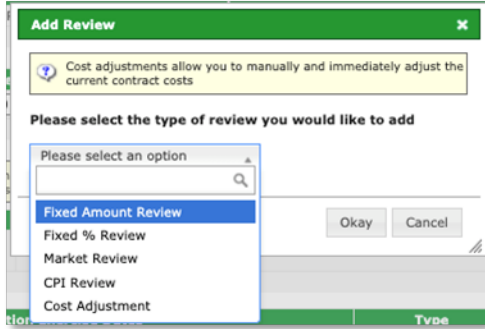 Add Review
Cost adjustments allow you to manually and immediately adjust the
current contract costs
Please select the type of review you would like to add
Please select an option
Fixed Amount Review
Fixed % Review
Market Review
CPI Review
Cost Adjustment
Okay
Cancel
Type